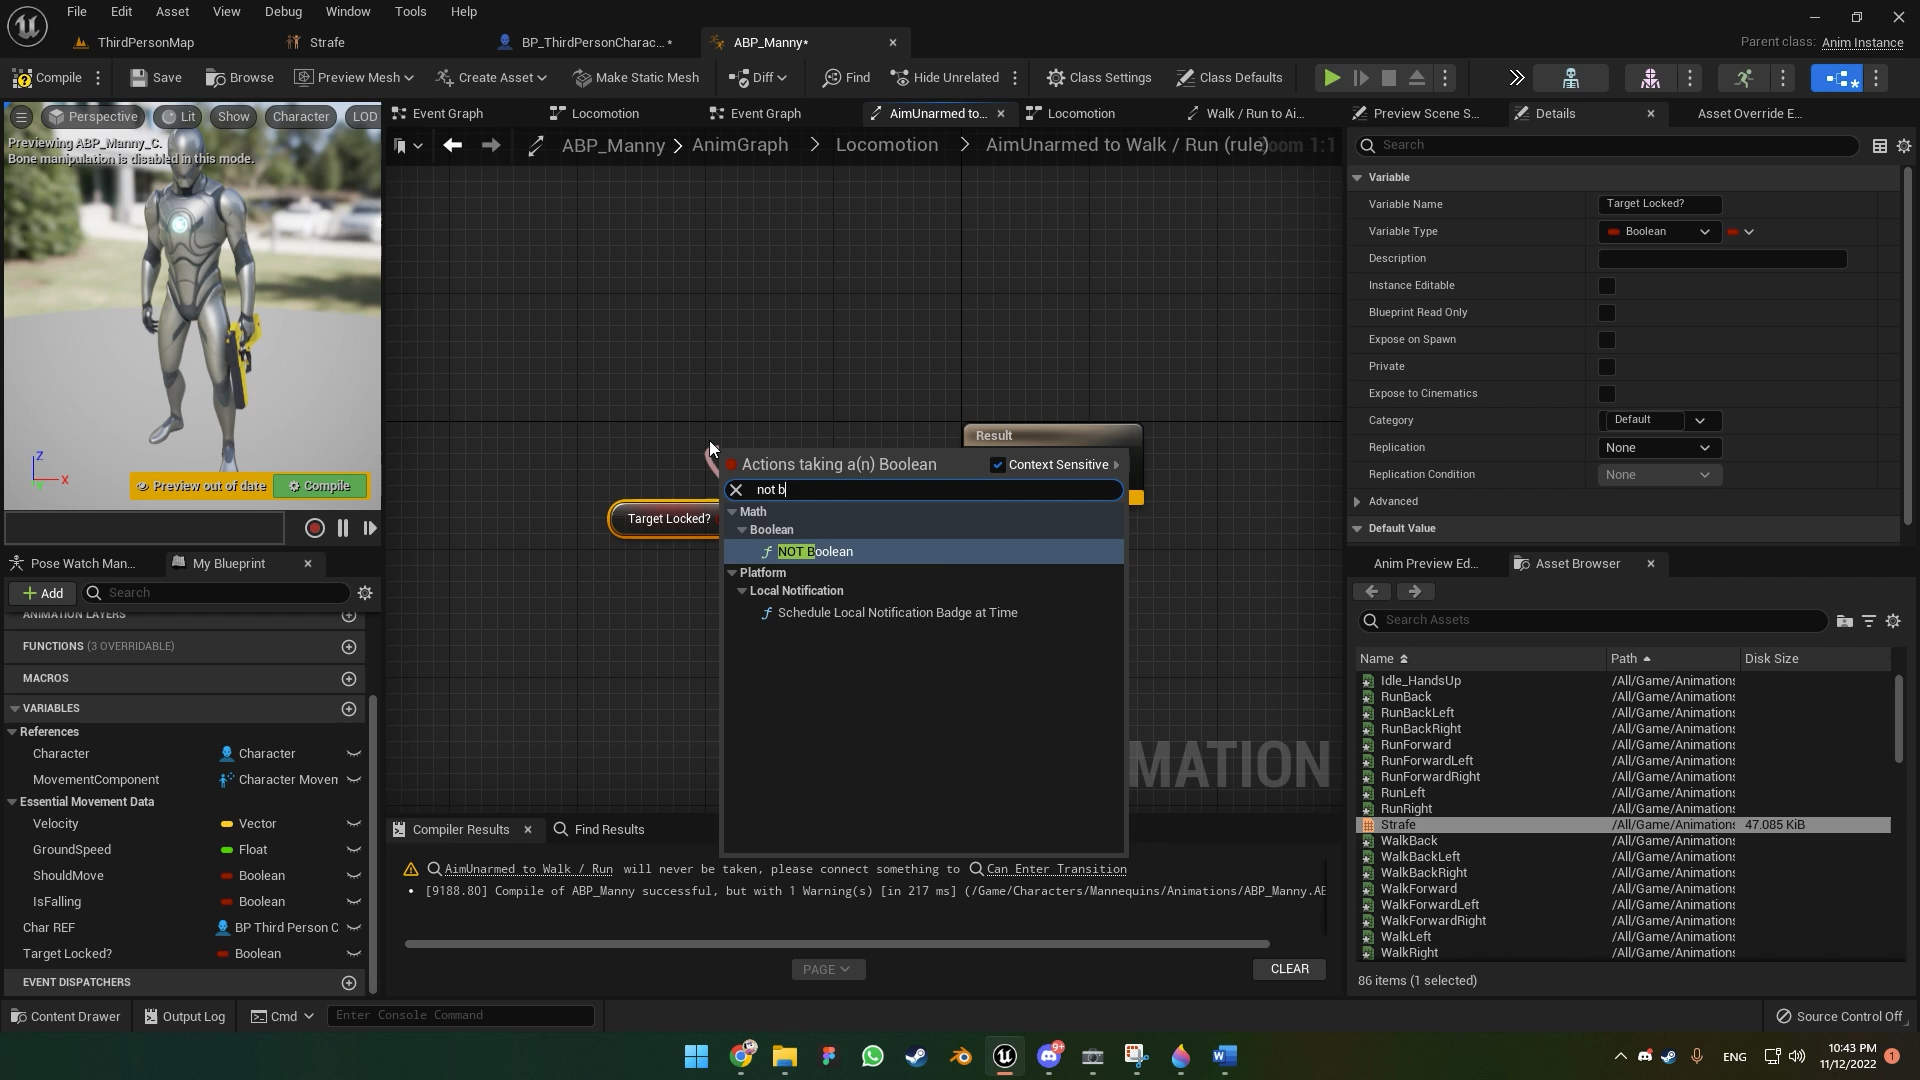 File Edit Asset View Debug Window Tools Help
ThirdPersonMap Strafe BP_ThirdPersonCharac...* ABP_Manny* Parent class: Anim Instance
Compile Save Browse Preview Mesh Create Asset Make Static Mesh Diff Find Hide Unrelated Class Settings Class Defaults
Perspective Lit Show Character LOD
Previewing ABP_Manny_C.
Bone manipulation is disabled in this mode.
Z
X
Preview out of date Compile
Event Graph Locomotion Event Graph AimUnarmed to... Locomotion Walk / Run to Ai...
ABP_Manny AnimGraph Locomotion AimUnarmed to Walk / Run (rule) oom 1:1
Result
Target Locked?
Actions taking a(n) Boolean Context Sensitive
not b
Math
Boolean
NOT Boolean
Platform
Local Notification
Schedule Local Notification Badge at Time
MATION
Compiler Results Find Results
AimUnarmed to Walk / Run will never be taken, please connect something to Can Enter Transition
[9188.80] Compile of ABP_Manny successful, but with 1 Warning(s) [in 217 ms] (/Game/Characters/Mannequins/Animations/ABP_Manny.AB
PAGE CLEAR
Pose Watch Man... My Blueprint
Add Search
ANIMATION LAYERS
FUNCTIONS (3 OVERRIDABLE)
MACROS
VARIABLES
References
Character Character
MovementComponent Character Movem
Essential Movement Data
Velocity Vector
GroundSpeed Float
ShouldMove Boolean
IsFalling Boolean
Char REF BP Third Person C
Target Locked? Boolean
EVENT DISPATCHERS
Preview Scene S... Details Asset Override E...
Search
Variable
Variable Name Target Locked?
Variable Type Boolean
Description
Instance Editable
Blueprint Read Only
Expose on Spawn
Private
Expose to Cinematics
Category Default
Replication None
Replication Condition None
Advanced
Default Value
Anim Preview Ed... Asset Browser
Search Assets
Name Path Disk Size
Idle_HandsUp /All/Game/Animations
RunBack /All/Game/Animations
RunBackLeft /All/Game/Animations
RunBackRight /All/Game/Animations
RunForward /All/Game/Animations
RunForwardLeft /All/Game/Animations
RunForwardRight /All/Game/Animations
RunLeft /All/Game/Animations
RunRight /All/Game/Animations
Strafe /All/Game/Animations 47.085 KiB
WalkBack /All/Game/Animations
WalkBackLeft /All/Game/Animations
WalkBackRight /All/Game/Animations
WalkForward /All/Game/Animations
WalkForwardLeft /All/Game/Animations
WalkForwardRight /All/Game/Animations
WalkLeft /All/Game/Animations
WalkRight /All/Game/Animations
86 items (1 selected)
Content Drawer Output Log Cmd Enter Console Command Source Control Off
9+ ENG 10:43 PM
11/12/2022 1